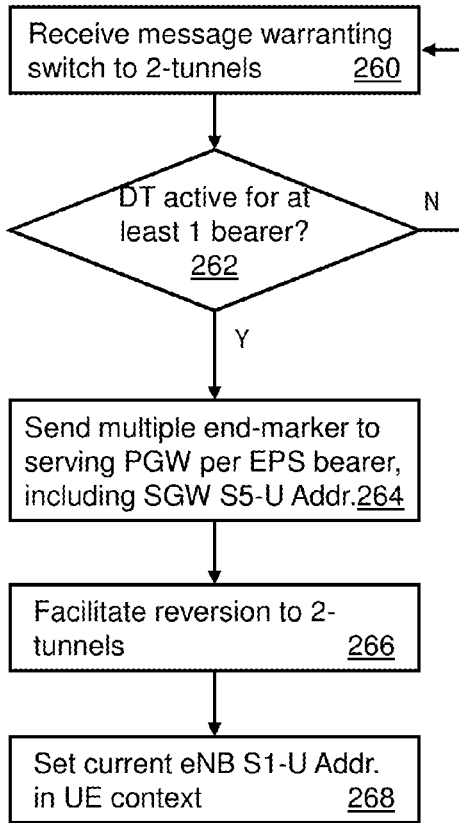 Receive message warranting
switch to 2-tunnels 260
DT active for at
least 1 bearer?
262
N
Y
Send multiple end-marker to
serving PGW per EPS bearer,
including SGW S5-U Addr.264
Facilitate reversion to 2-
tunnels 266
Set current eNB S1-U Addr.
in UE context 268